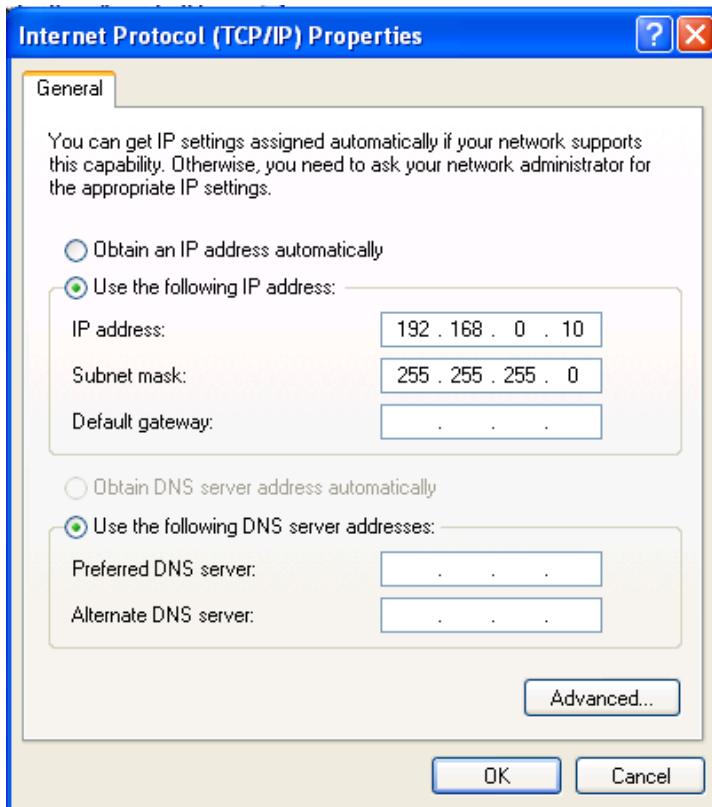 Internet Protocol (TCP/IP) Properties
General
You can get IP settings assigned automatically if your network supports
this capability. Otherwise, you need to ask your network administrator for
the appropriate IP settings.
Obtain an IP address automatically
Use the following IP address:
IP address: 192 . 168 . 0 . 10
Subnet mask: 255 . 255 . 255 . 0
Default gateway: . . .
Obtain DNS server address automatically
Use the following DNS server addresses:
Preferred DNS server: . . .
Alternate DNS server: . . .
Advanced...
OK Cancel